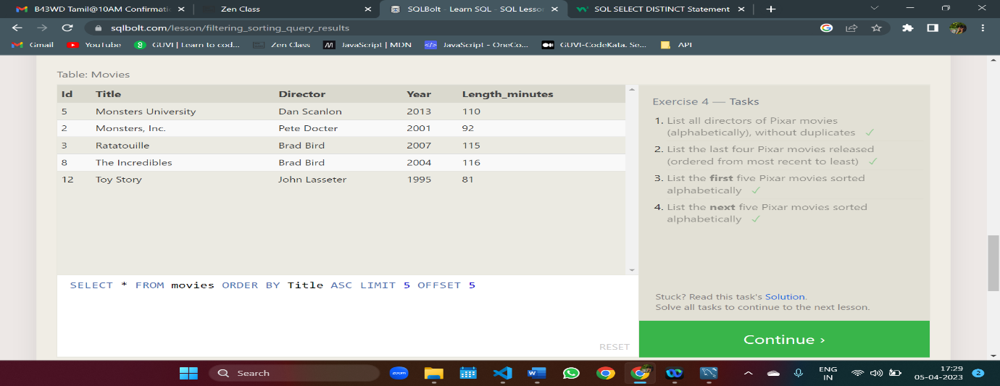 B43WD Tamil@10AM Confirmati
Zen Class
SQLBolt - Learn SQL - SQL Lesson
SQL SELECT DISTINCT Statement
sqlbolt.com/lesson/filtering_sorting_query_results
Gmail
YouTube
GUVI | Learn to cod...
Zen Class
JavaScript | MDN
JavaScript - OneCo...
GUVI-CodeKata. Se...
API
Table: Movies
Id Title Director Year Length_minutes
5 Monsters University Dan Scanlon 2013 110
2 Monsters, Inc. Pete Docter 2001 92
3 Ratatouille Brad Bird 2007 115
8 The Incredibles Brad Bird 2004 116
12 Toy Story John Lasseter 1995 81
SELECT * FROM movies ORDER BY Title ASC LIMIT 5 OFFSET 5
RESET
Exercise 4 — Tasks
1. List all directors of Pixar movies
(alphabetically), without duplicates ✓
2. List the last four Pixar movies released
(ordered from most recent to least) ✓
3. List the first five Pixar movies sorted
alphabetically ✓
4. List the next five Pixar movies sorted
alphabetically ✓
Stuck? Read this task's Solution.
Solve all tasks to continue to the next lesson.
Continue ›
Search
zoom
ENG
IN
17:29
05-04-2023
2